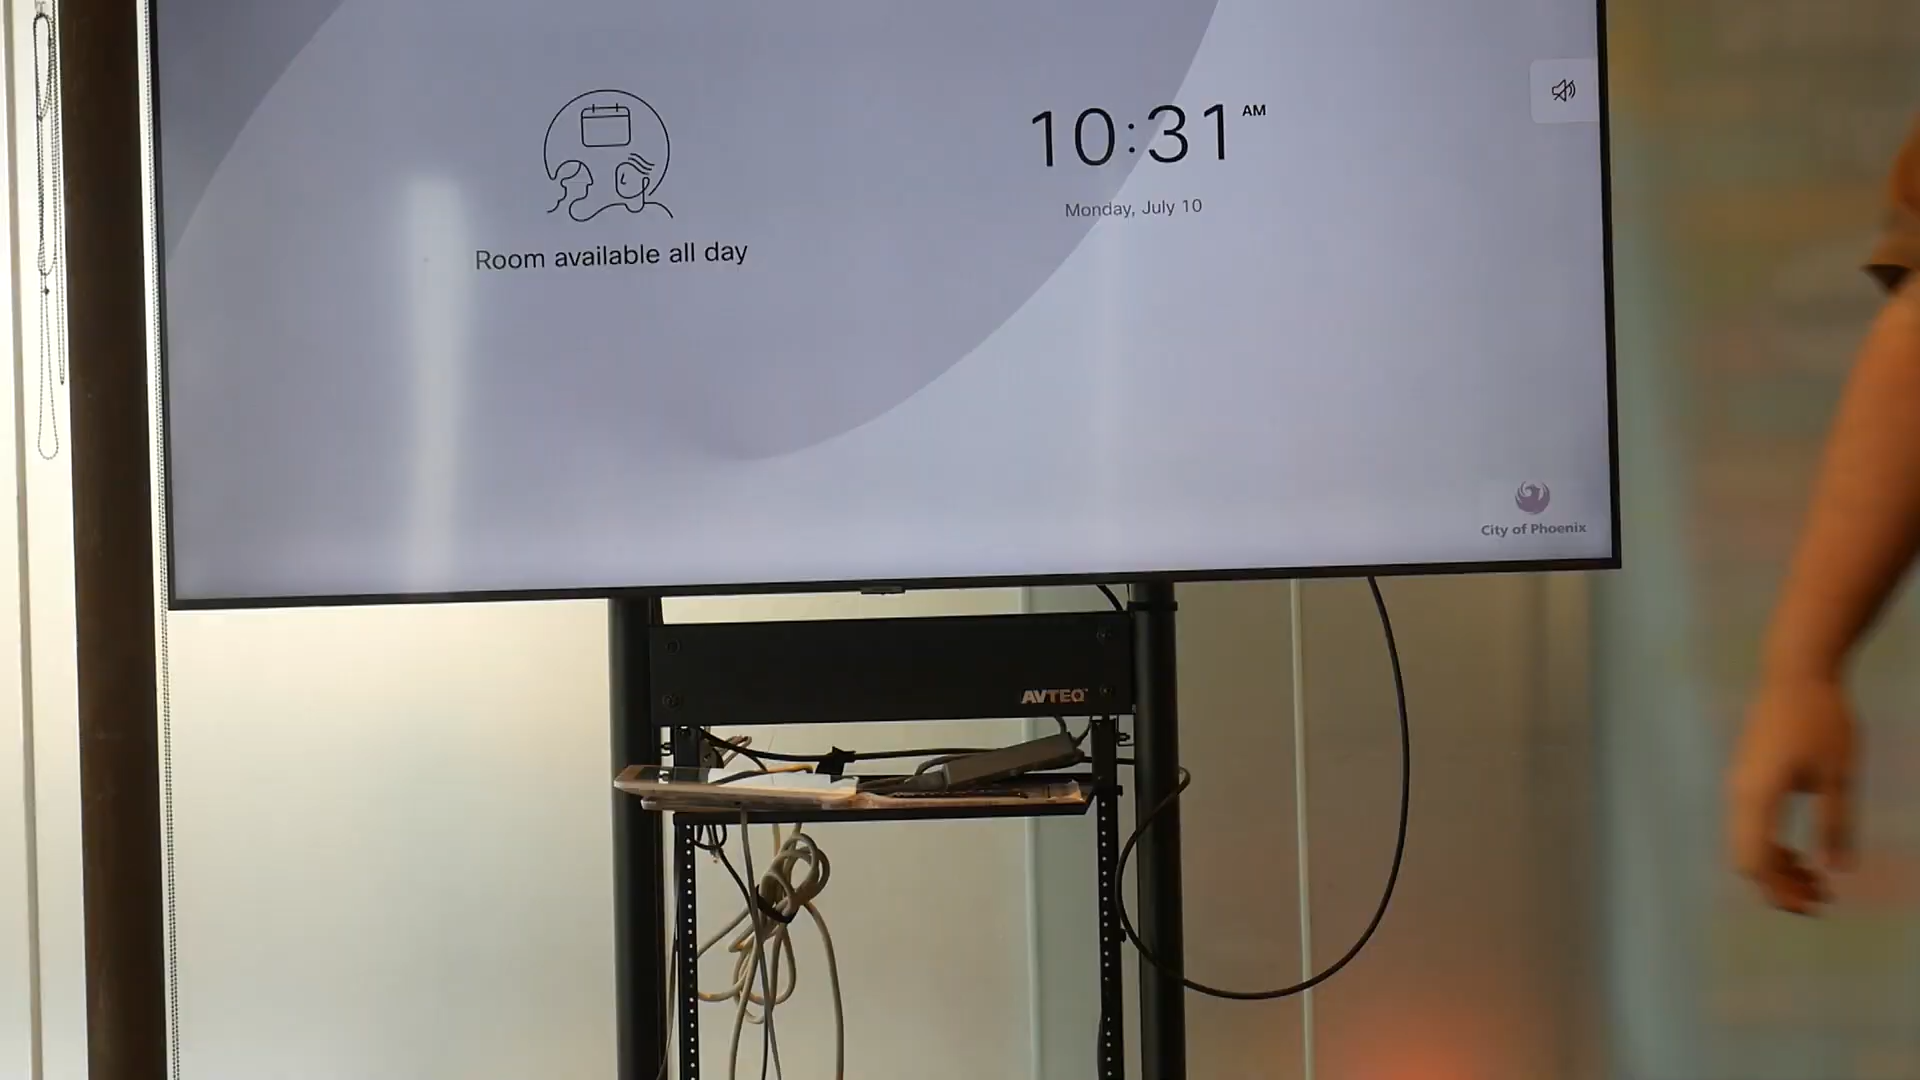 10:31 AM
Monday, July 10
Room available all day
City of Phoenix
AVTEQ